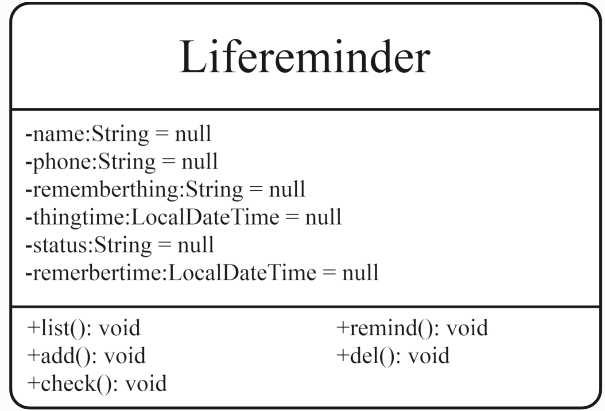 Lifereminder
-name:String = null
-phone:String = null
-rememberthing:String = null
-thingtime:LocalDateTime = null
-status:String = null
-remerbertime:LocalDateTime = null
+list(): void
+add(): void
+check(): void
+remind(): void
+del(): void